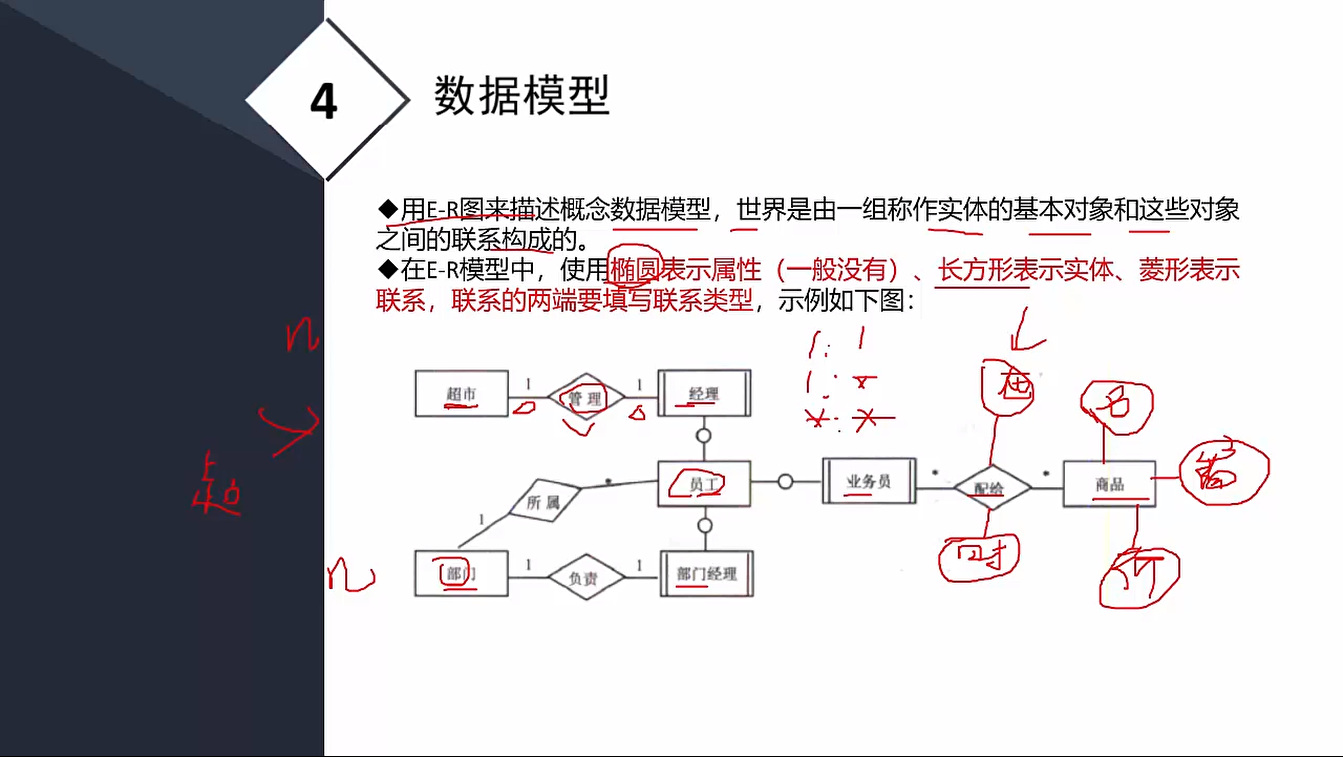 4
数据模型
◆用E-R图来描述概念数据模型，世界是由一组称作实体的基本对象和这些对象
之间的联系构成的。
◆在E-R模型中，使用椭圆表示属性（一般没有）、长方形表示实体、菱形表示
联系，联系的两端要填写联系类型，示例如下图：
n
1: 1
1: *
*: *
超市 1 管理 1 经理
名
员工 业务员 * 配给 * 商品
所属 *
1
时
部门 1 负责 1 部门经理
n